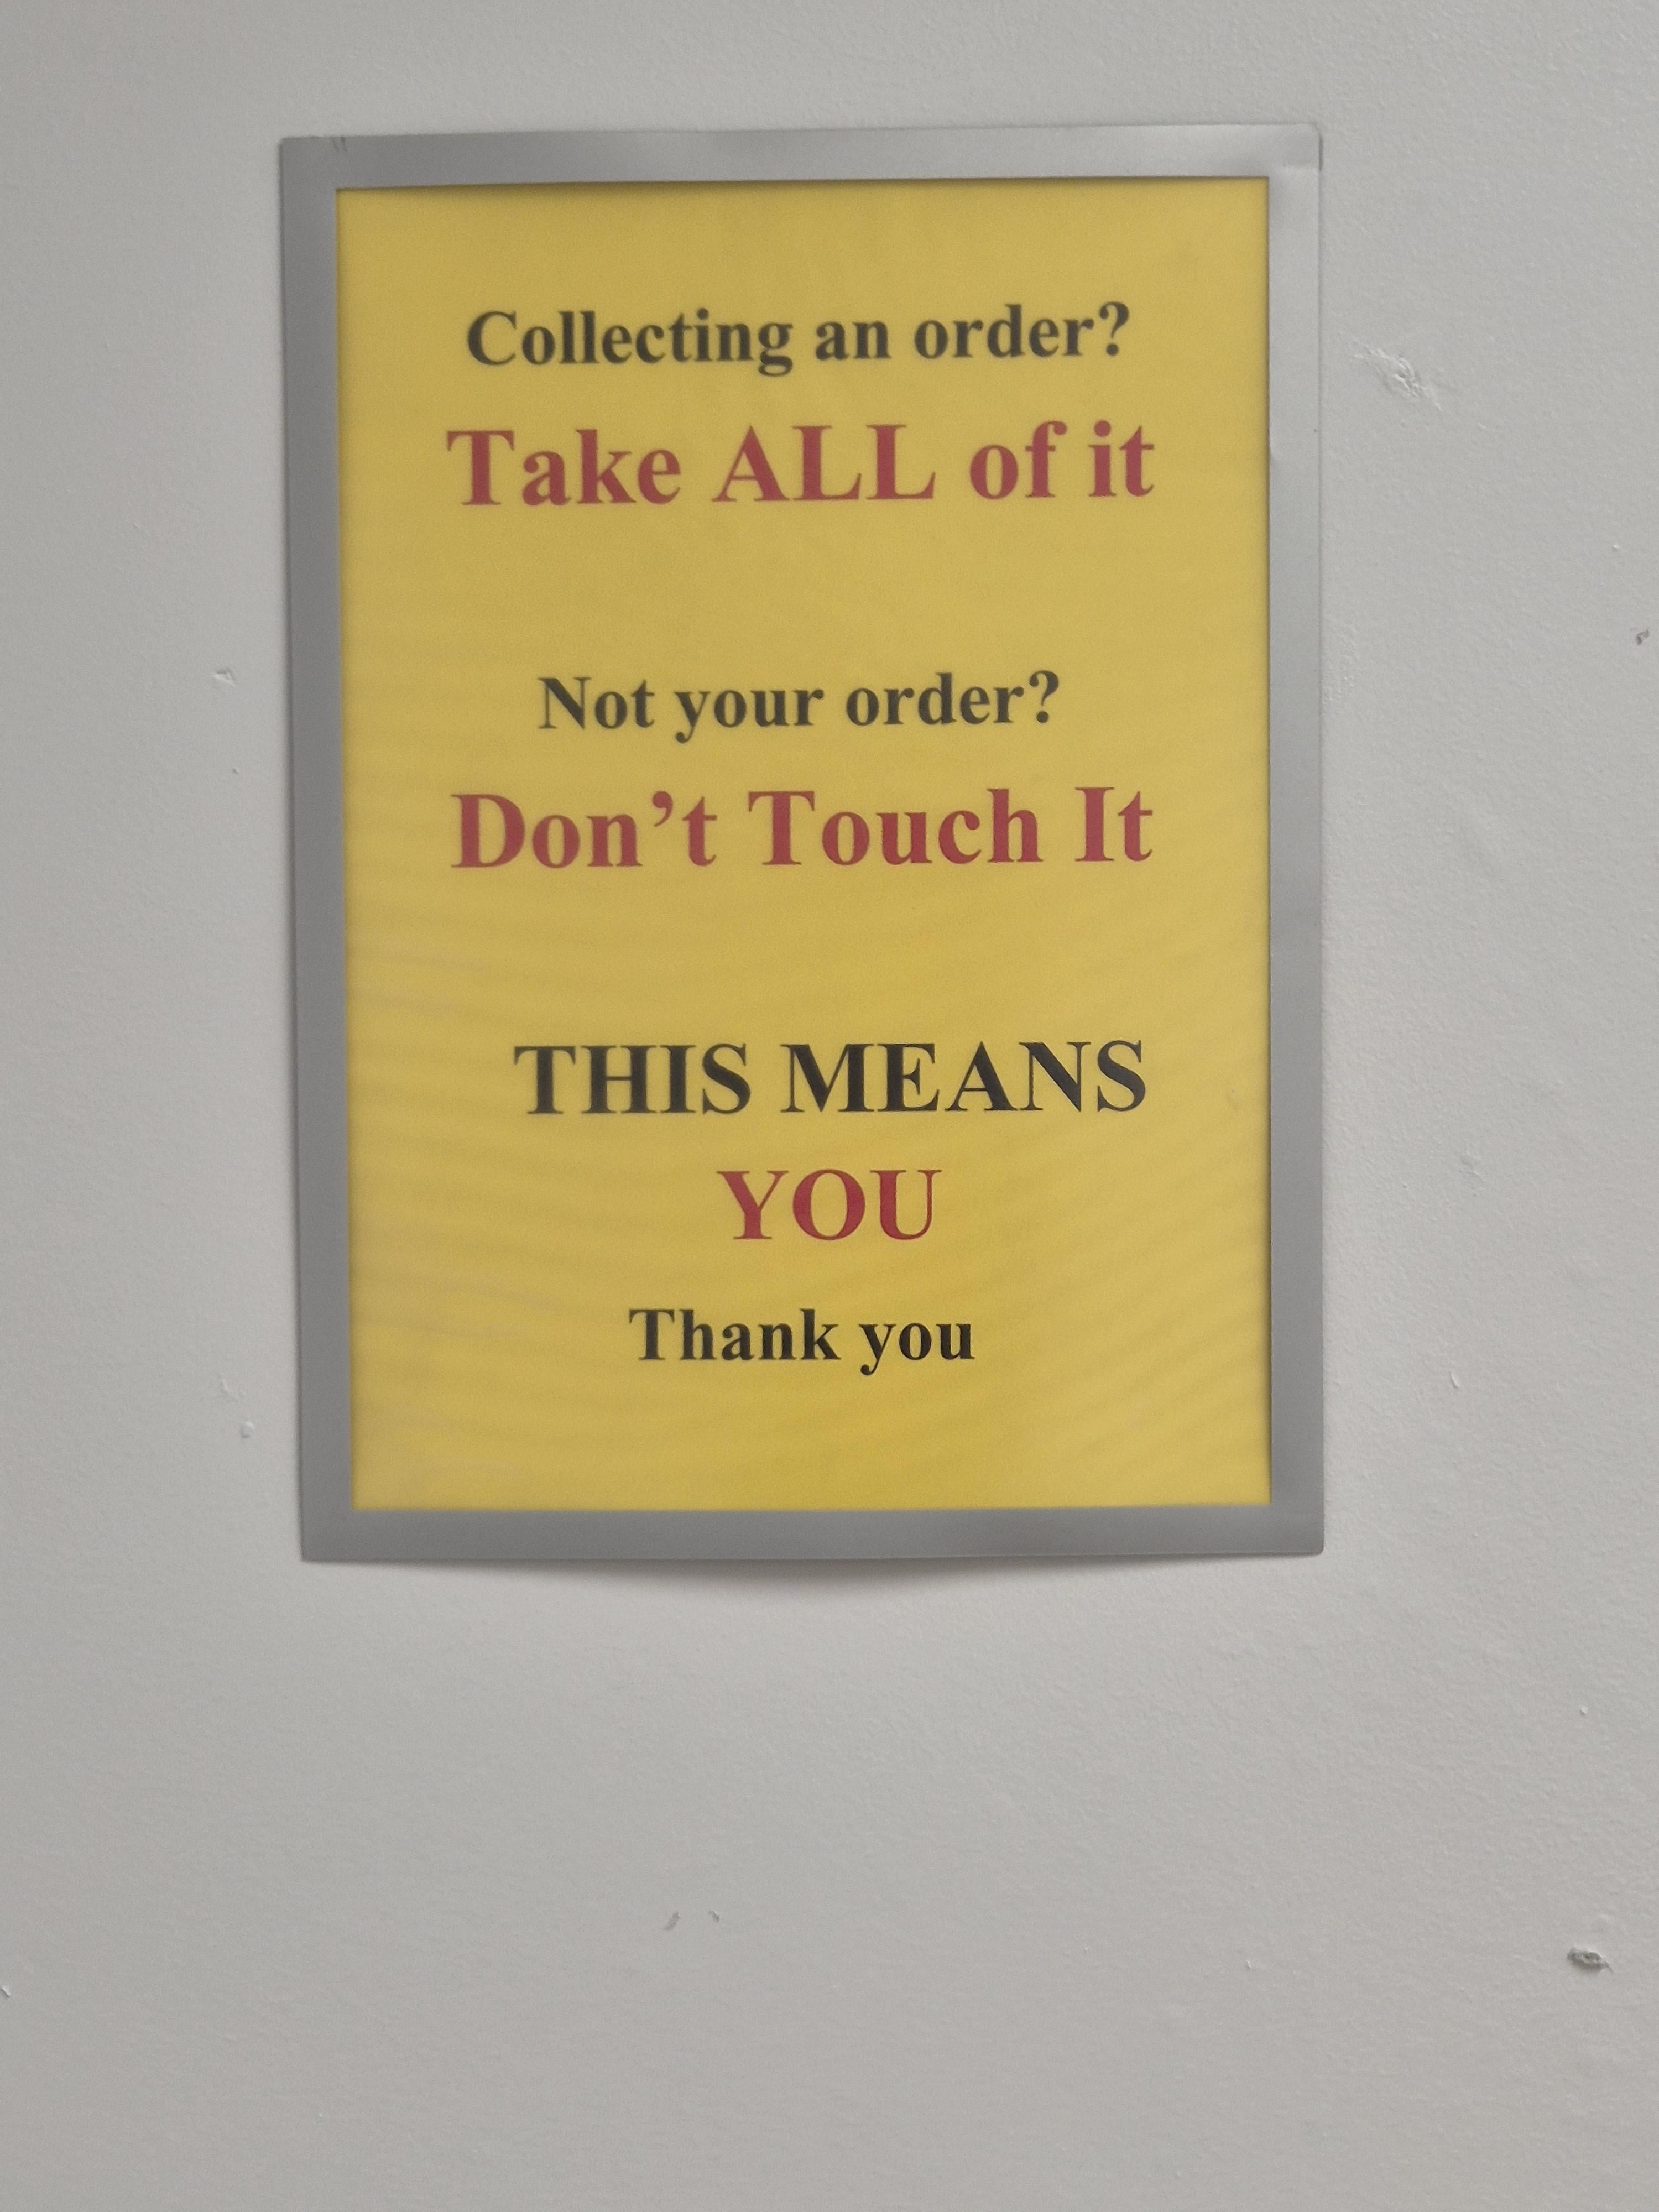 Collecting an order?
Take ALL of it
Not your order?
Don’t Touch It
THIS MEANS
YOU
Thank you